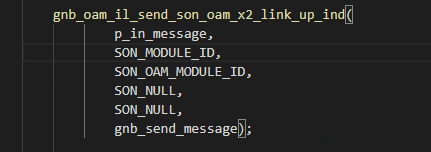 gnb_oam_il_send_son_oam_x2_link_up_ind(
p_in_message,
SON_MODULE_ID,
SON_OAM_MODULE_ID,
SON_NULL,
SON_NULL,
gnb_send_message);